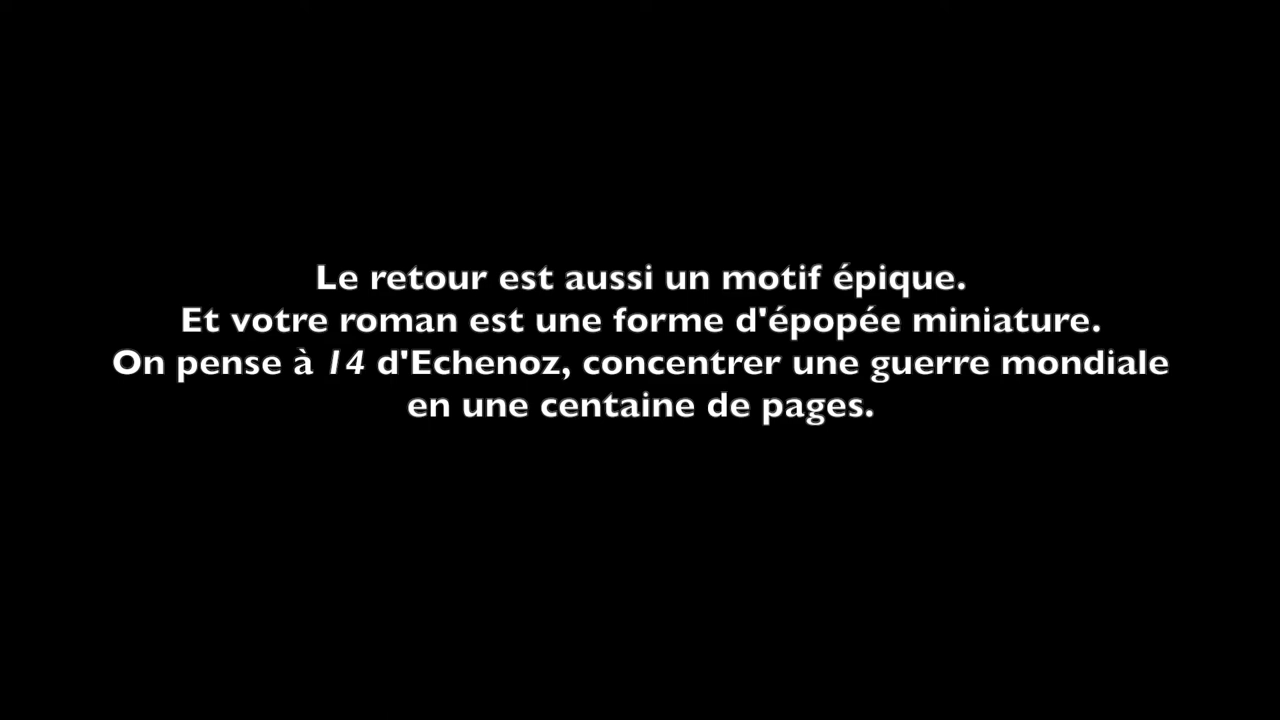 Le retour est aussi un motif épique.
Et votre roman est une forme d'épopée miniature.
On pense à 14 d'Echenoz, concentrer une guerre mondiale
en une centaine de pages.